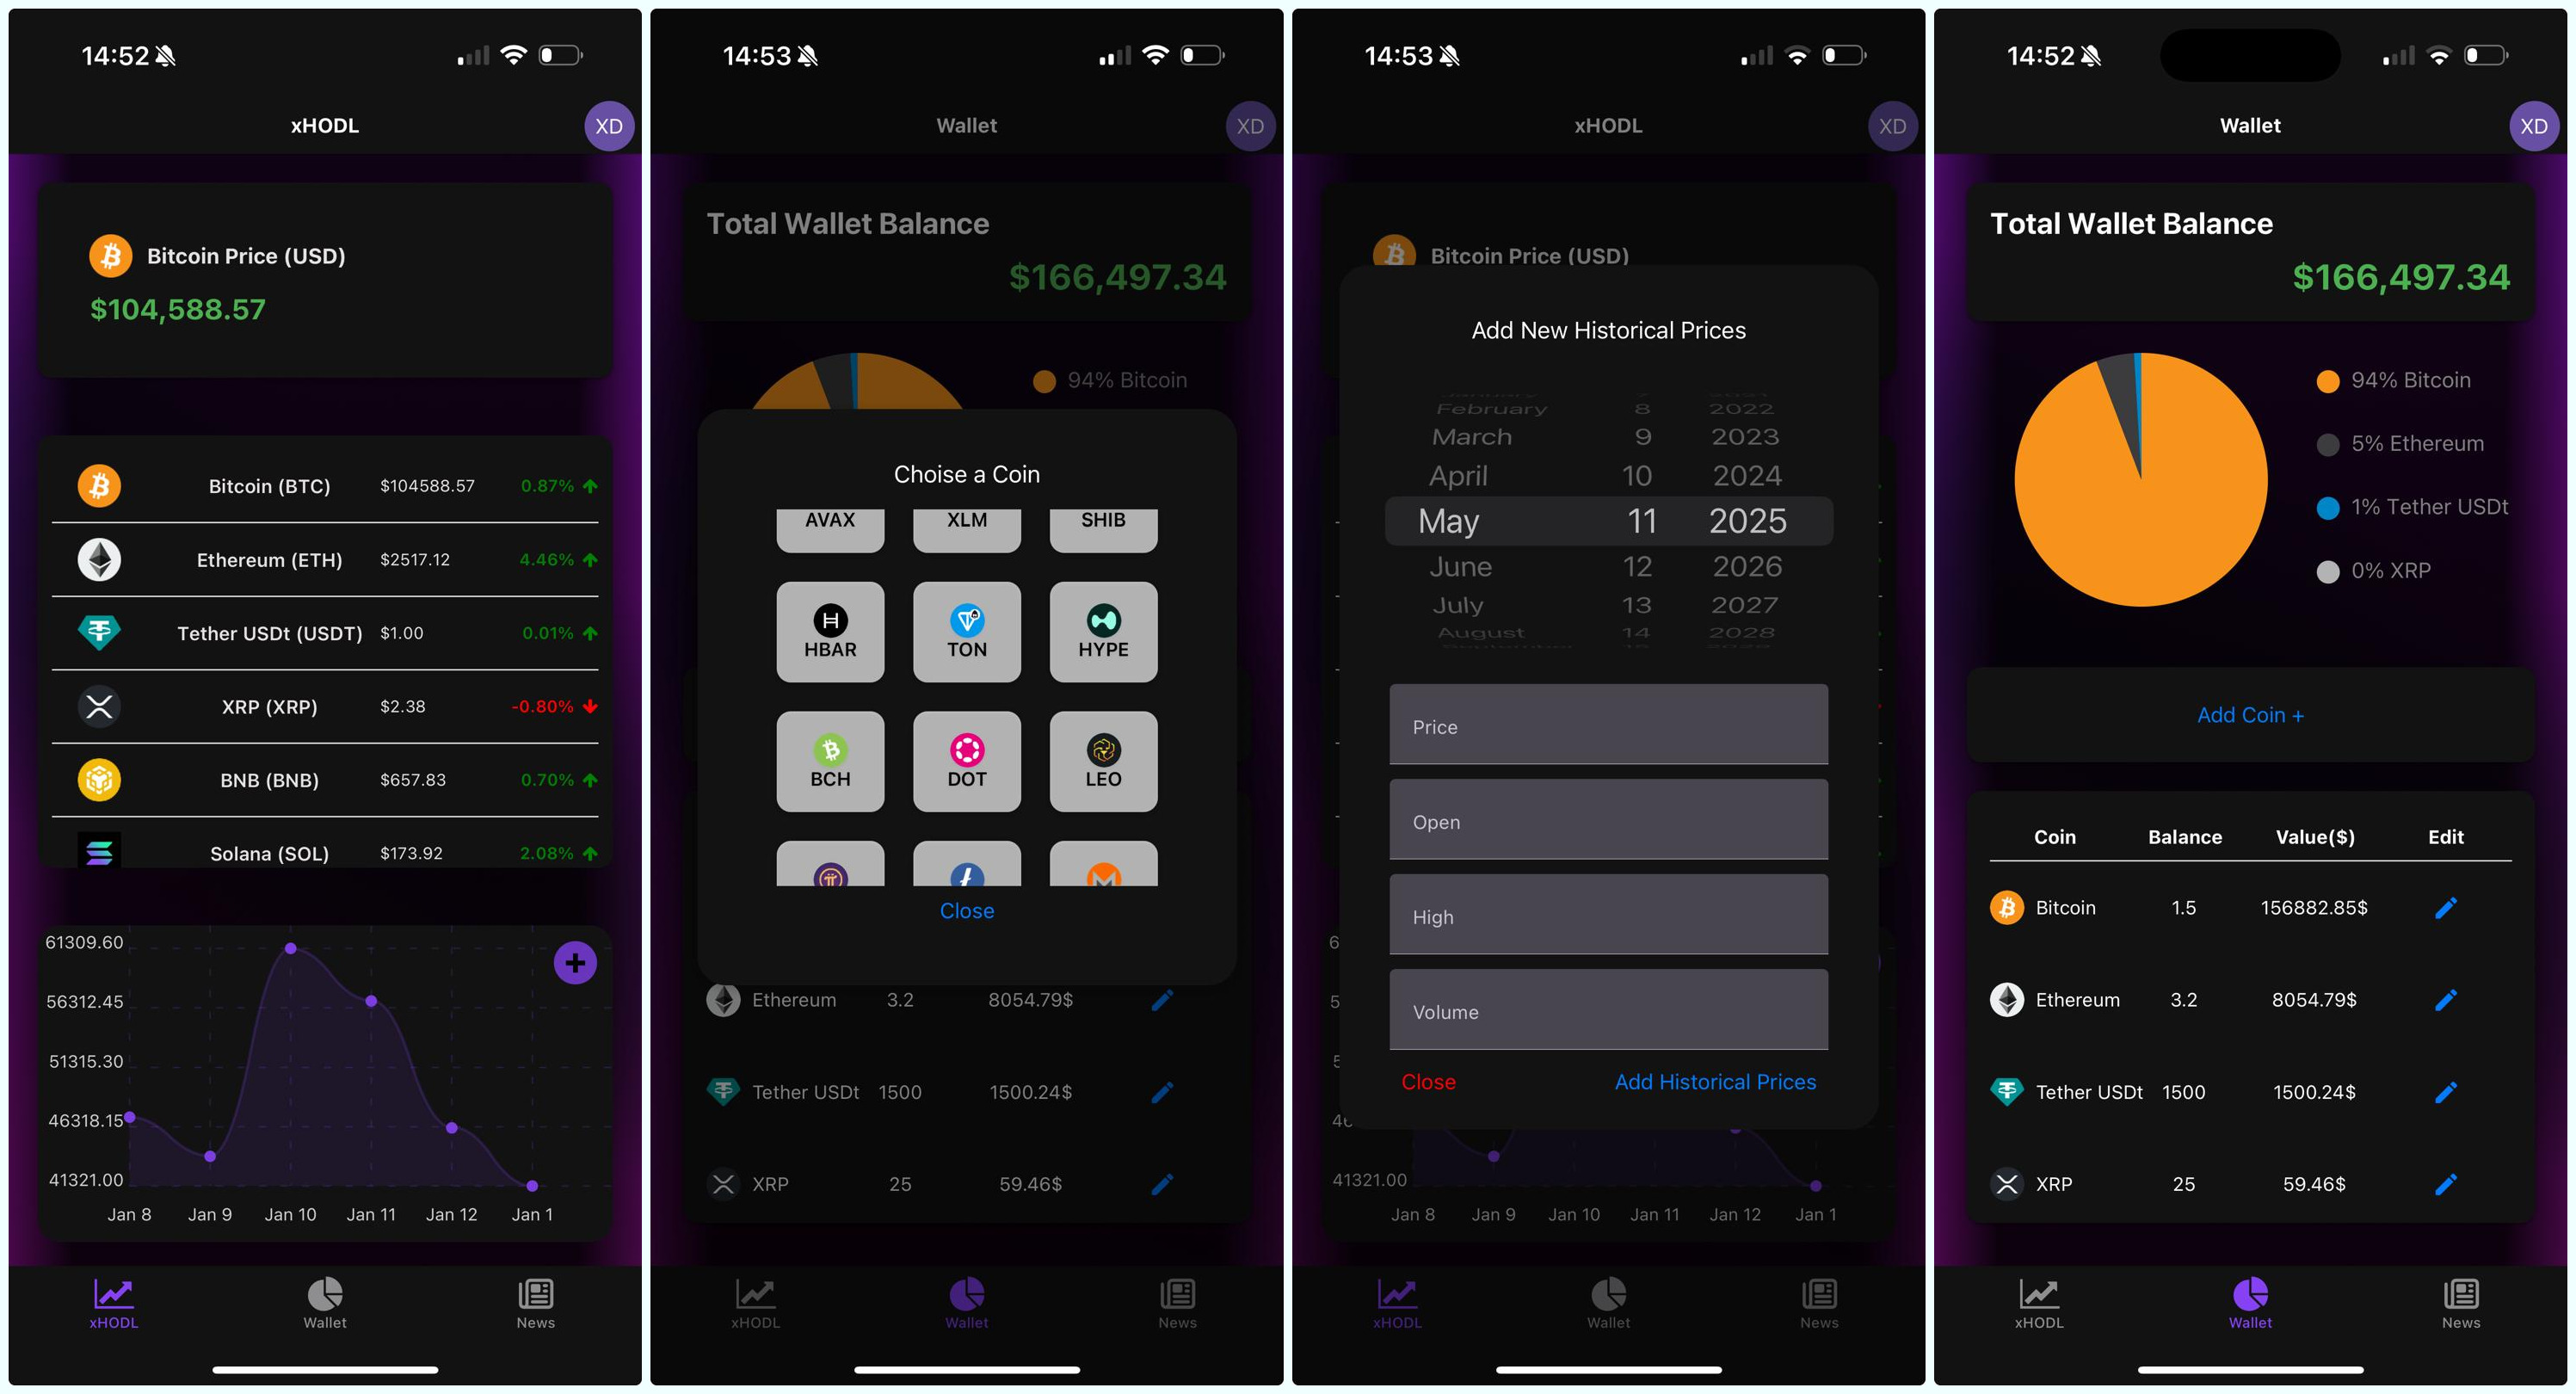 14:52
xHODL
XD
Bitcoin Price (USD)
$104,588.57
Bitcoin (BTC) $104588.57 0.87%
Ethereum (ETH) $2517.12 4.46%
Tether USDt (USDT) $1.00 0.01%
XRP (XRP) $2.38 -0.80%
BNB (BNB) $657.83 0.70%
Solana (SOL) $173.92 2.08%
61309.60
56312.45
51315.30
46318.15
41321.00
Jan 8 Jan 9 Jan 10 Jan 11 Jan 12 Jan 1
xHODL Wallet News
14:53
Wallet
XD
Total Wallet Balance
$166,497.34
94% Bitcoin
Choise a Coin
AVAX XLM SHIB
HBAR TON HYPE
BCH DOT LEO
Close
Ethereum 3.2 8054.79$
Tether USDt 1500 1500.24$
XRP 25 59.46$
xHODL Wallet News
14:53
xHODL
XD
Bitcoin Price (USD)
Add New Historical Prices
February 8 2022
March 9 2023
April 10 2024
May 11 2025
June 12 2026
July 13 2027
August 14 2028
Price
Open
High
Volume
Close Add Historical Prices
41321.00
Jan 8 Jan 9 Jan 10 Jan 11 Jan 12 Jan 1
xHODL Wallet News
14:52
Wallet
XD
Total Wallet Balance
$166,497.34
94% Bitcoin
5% Ethereum
1% Tether USDt
0% XRP
Add Coin +
Coin Balance Value($) Edit
Bitcoin 1.5 156882.85$
Ethereum 3.2 8054.79$
Tether USDt 1500 1500.24$
XRP 25 59.46$
xHODL Wallet News